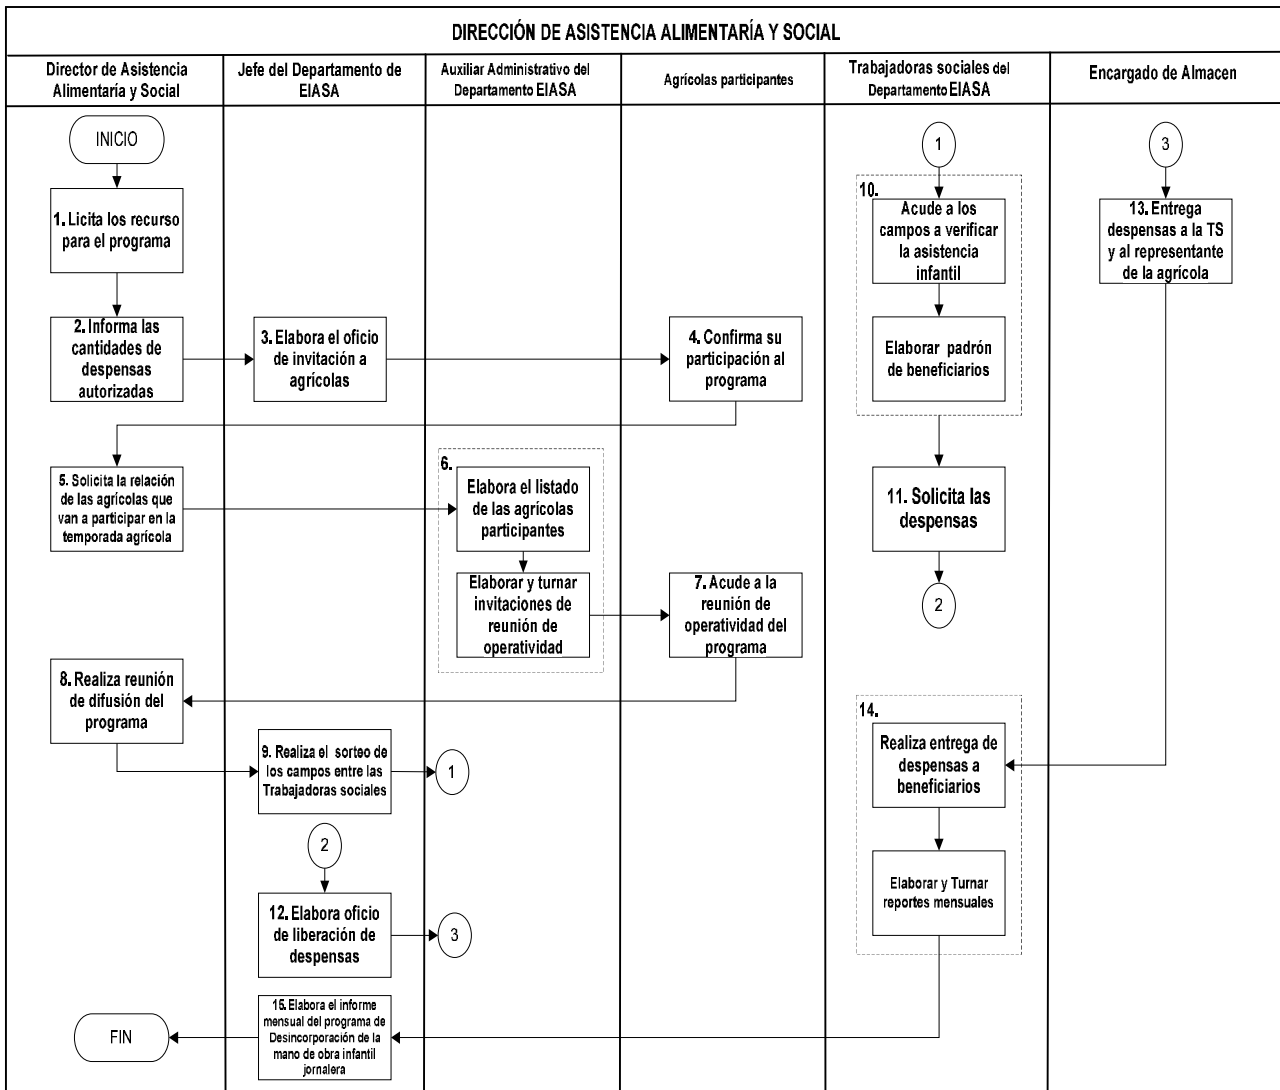 DIRECCIÓN DE ASISTENCIA ALIMENTARÍA Y SOCIAL
Director de Asistencia
Alimentaría y Social
Jefe del Departamento de
EIASA
Auxiliar Administrativo del
Departamento EIASA
Agrícolas participantes
Trabajadoras sociales del
Departamento EIASA
Encargado de Almacen
INICIO
1. Licita los recurso
para el programa
2. Informa las
cantidades de
despensas
autorizadas
3. Elabora el oficio
de invitación a
agrícolas
4. Confirma su
participación al
programa
5. Solicita la relación
de las agrícolas que
van a participar en la
temporada agrícola
6.
Elabora el listado
de las agrícolas
participantes
Elaborar y turnar
invitaciones de
reunión de
operatividad
7. Acude a la
reunión de
operatividad del
programa
8. Realiza reunión
de difusión del
programa
9. Realiza el sorteo de
los campos entre las
Trabajadoras sociales
1
1
10.
Acude a los
campos a verificar
la asistencia
infantil
Elaborar padrón
de beneficiarios
11. Solicita las
despensas
2
2
12. Elabora oficio
de liberación de
despensas
3
3
13. Entrega
despensas a la TS
y al representante
de la agrícola
14.
Realiza entrega de
despensas a
beneficiarios
Elaborar y Turnar
reportes mensuales
15. Elabora el informe
mensual del programa de
Desincorporación de la
mano de obra infantil
jornalera
FIN